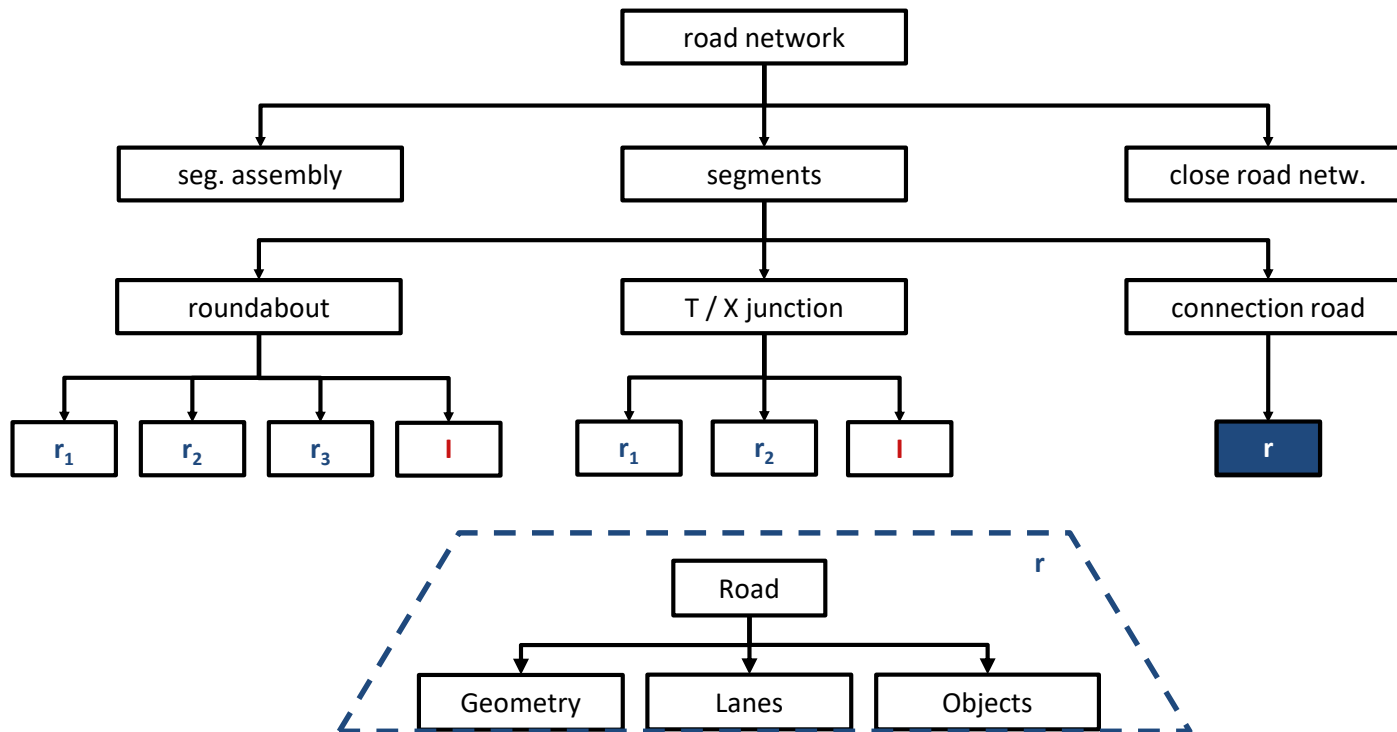 road network
seg. assembly
segments
close road netw.
roundabout
T / X junction
connection road
r₁
r₂
r₃
I
r₁
r₂
I
r
r
Road
Geometry
Lanes
Objects